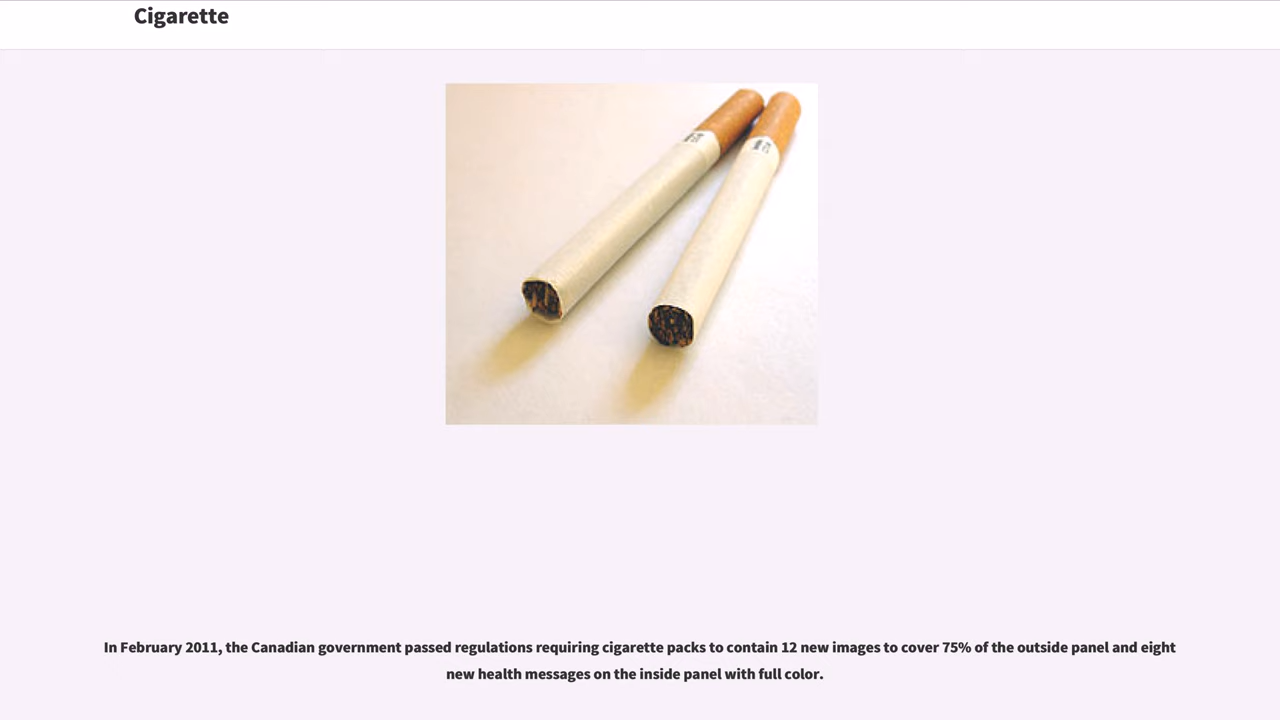 Cigarette
In February 2011, the Canadian government passed regulations requiring cigarette packs to contain 12 new images to cover 75% of the outside panel and eight
new health messages on the inside panel with full color.